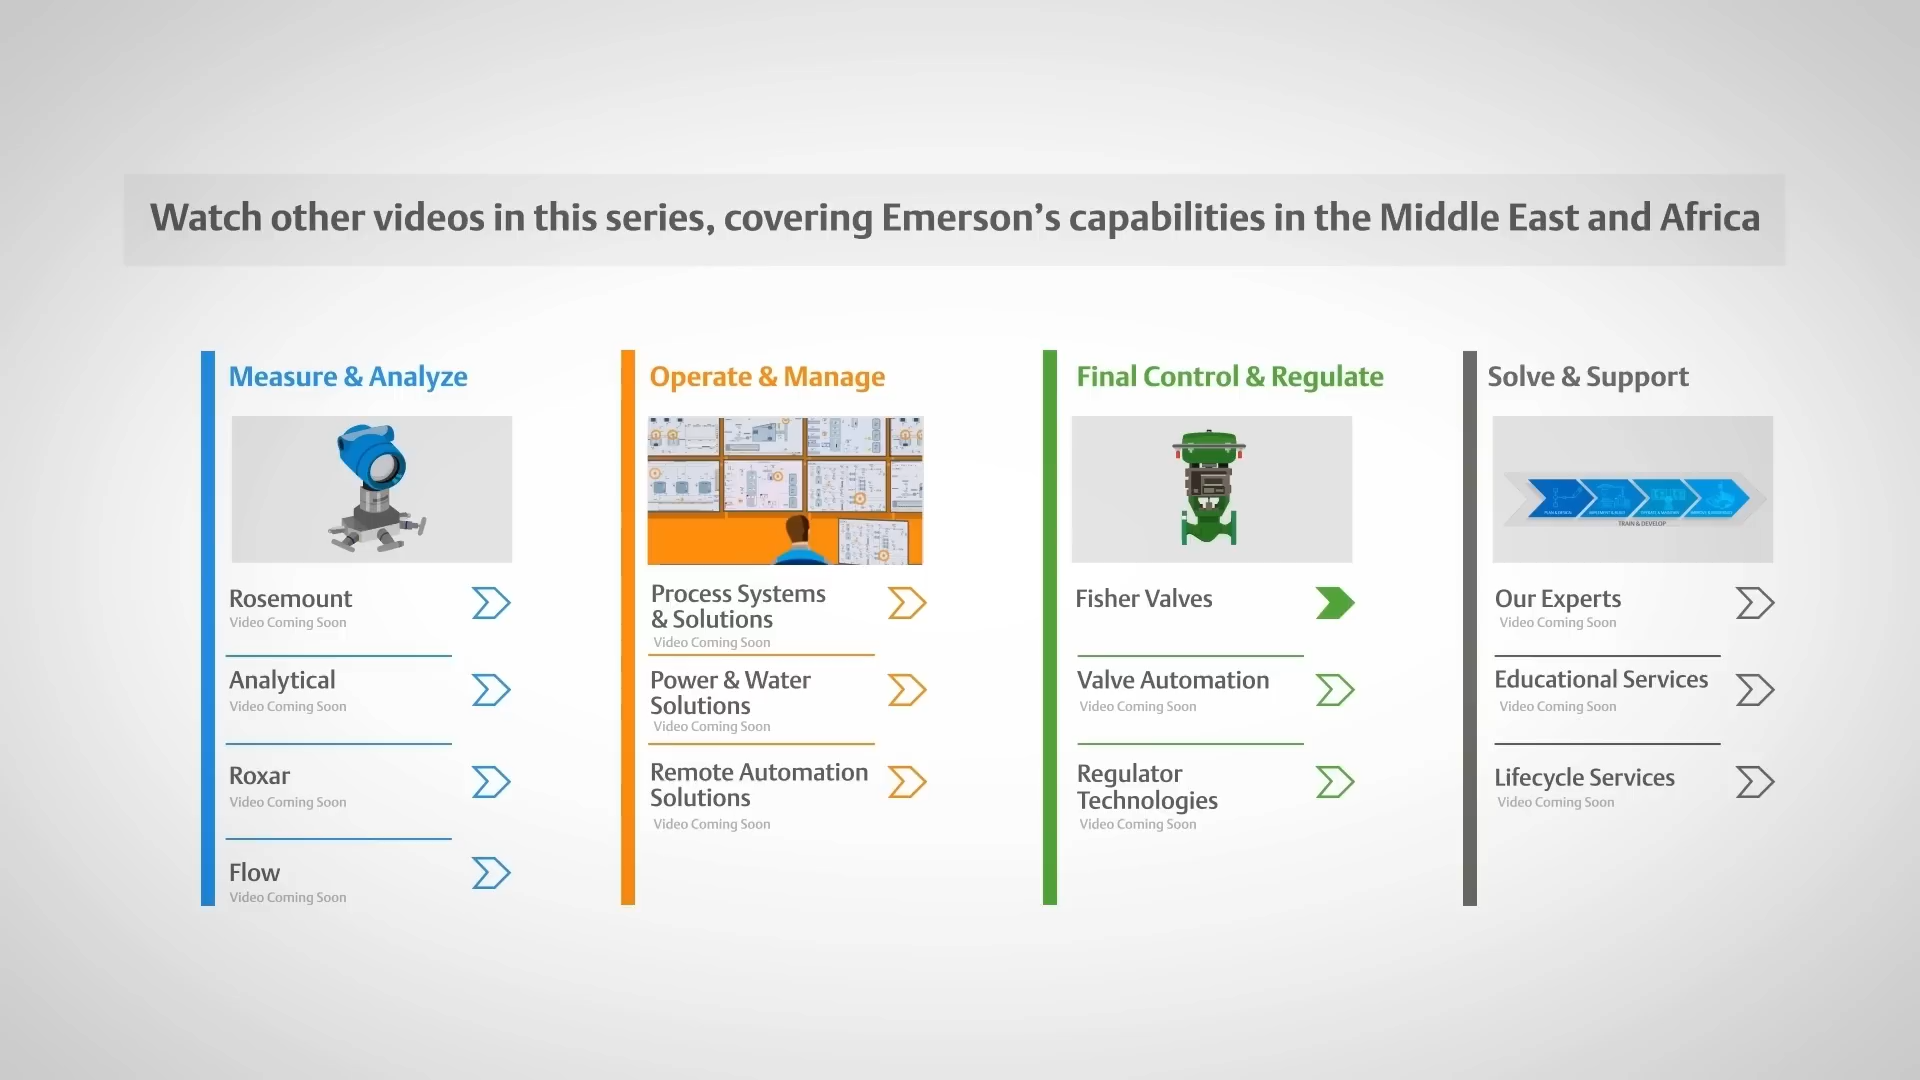 Watch other videos in this series, covering Emerson’s capabilities in the Middle East and Africa
Measure & Analyze
Rosemount
Video Coming Soon
Analytical
Video Coming Soon
Roxar
Video Coming Soon
Flow
Video Coming Soon
Operate & Manage
Process Systems
& Solutions
Video Coming Soon
Power & Water
Solutions
Video Coming Soon
Remote Automation
Solutions
Video Coming Soon
Final Control & Regulate
Fisher Valves
Valve Automation
Video Coming Soon
Regulator
Technologies
Video Coming Soon
Solve & Support
TRAIN & DEVELOP
Our Experts
Video Coming Soon
Educational Services
Video Coming Soon
Lifecycle Services
Video Coming Soon